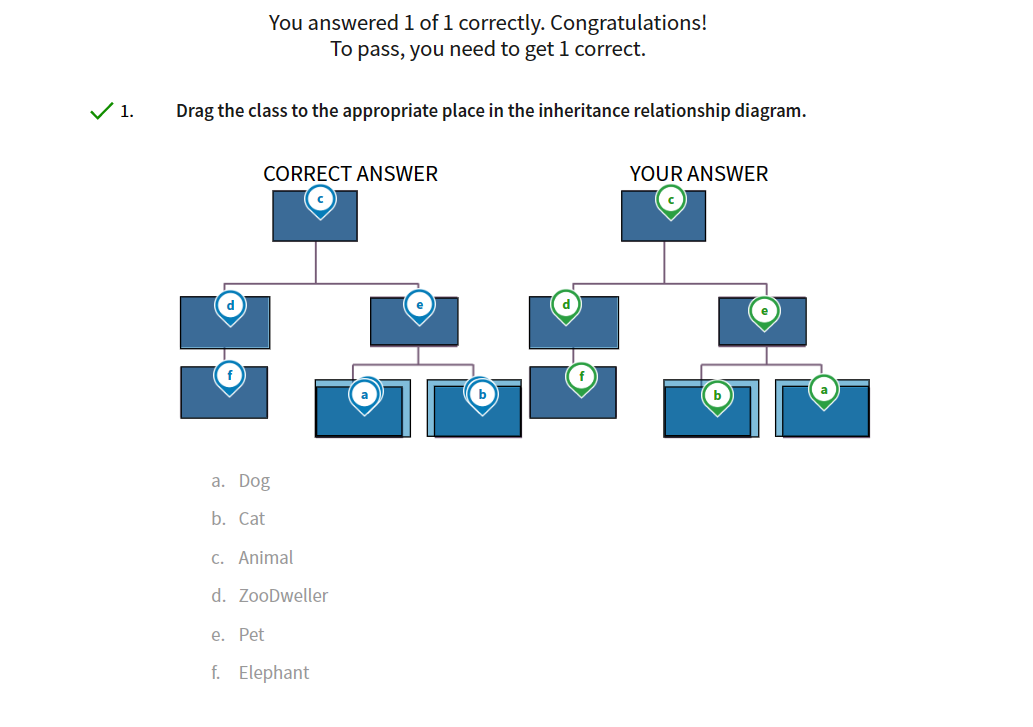 You answered 1 of 1 correctly. Congratulations!
To pass, you need to get 1 correct.
1. Drag the class to the appropriate place in the inheritance relationship diagram.
CORRECT ANSWER
c
d
e
f
a
b
YOUR ANSWER
c
d
e
f
b
a
a. Dog
b. Cat
c. Animal
d. ZooDweller
e. Pet
f. Elephant